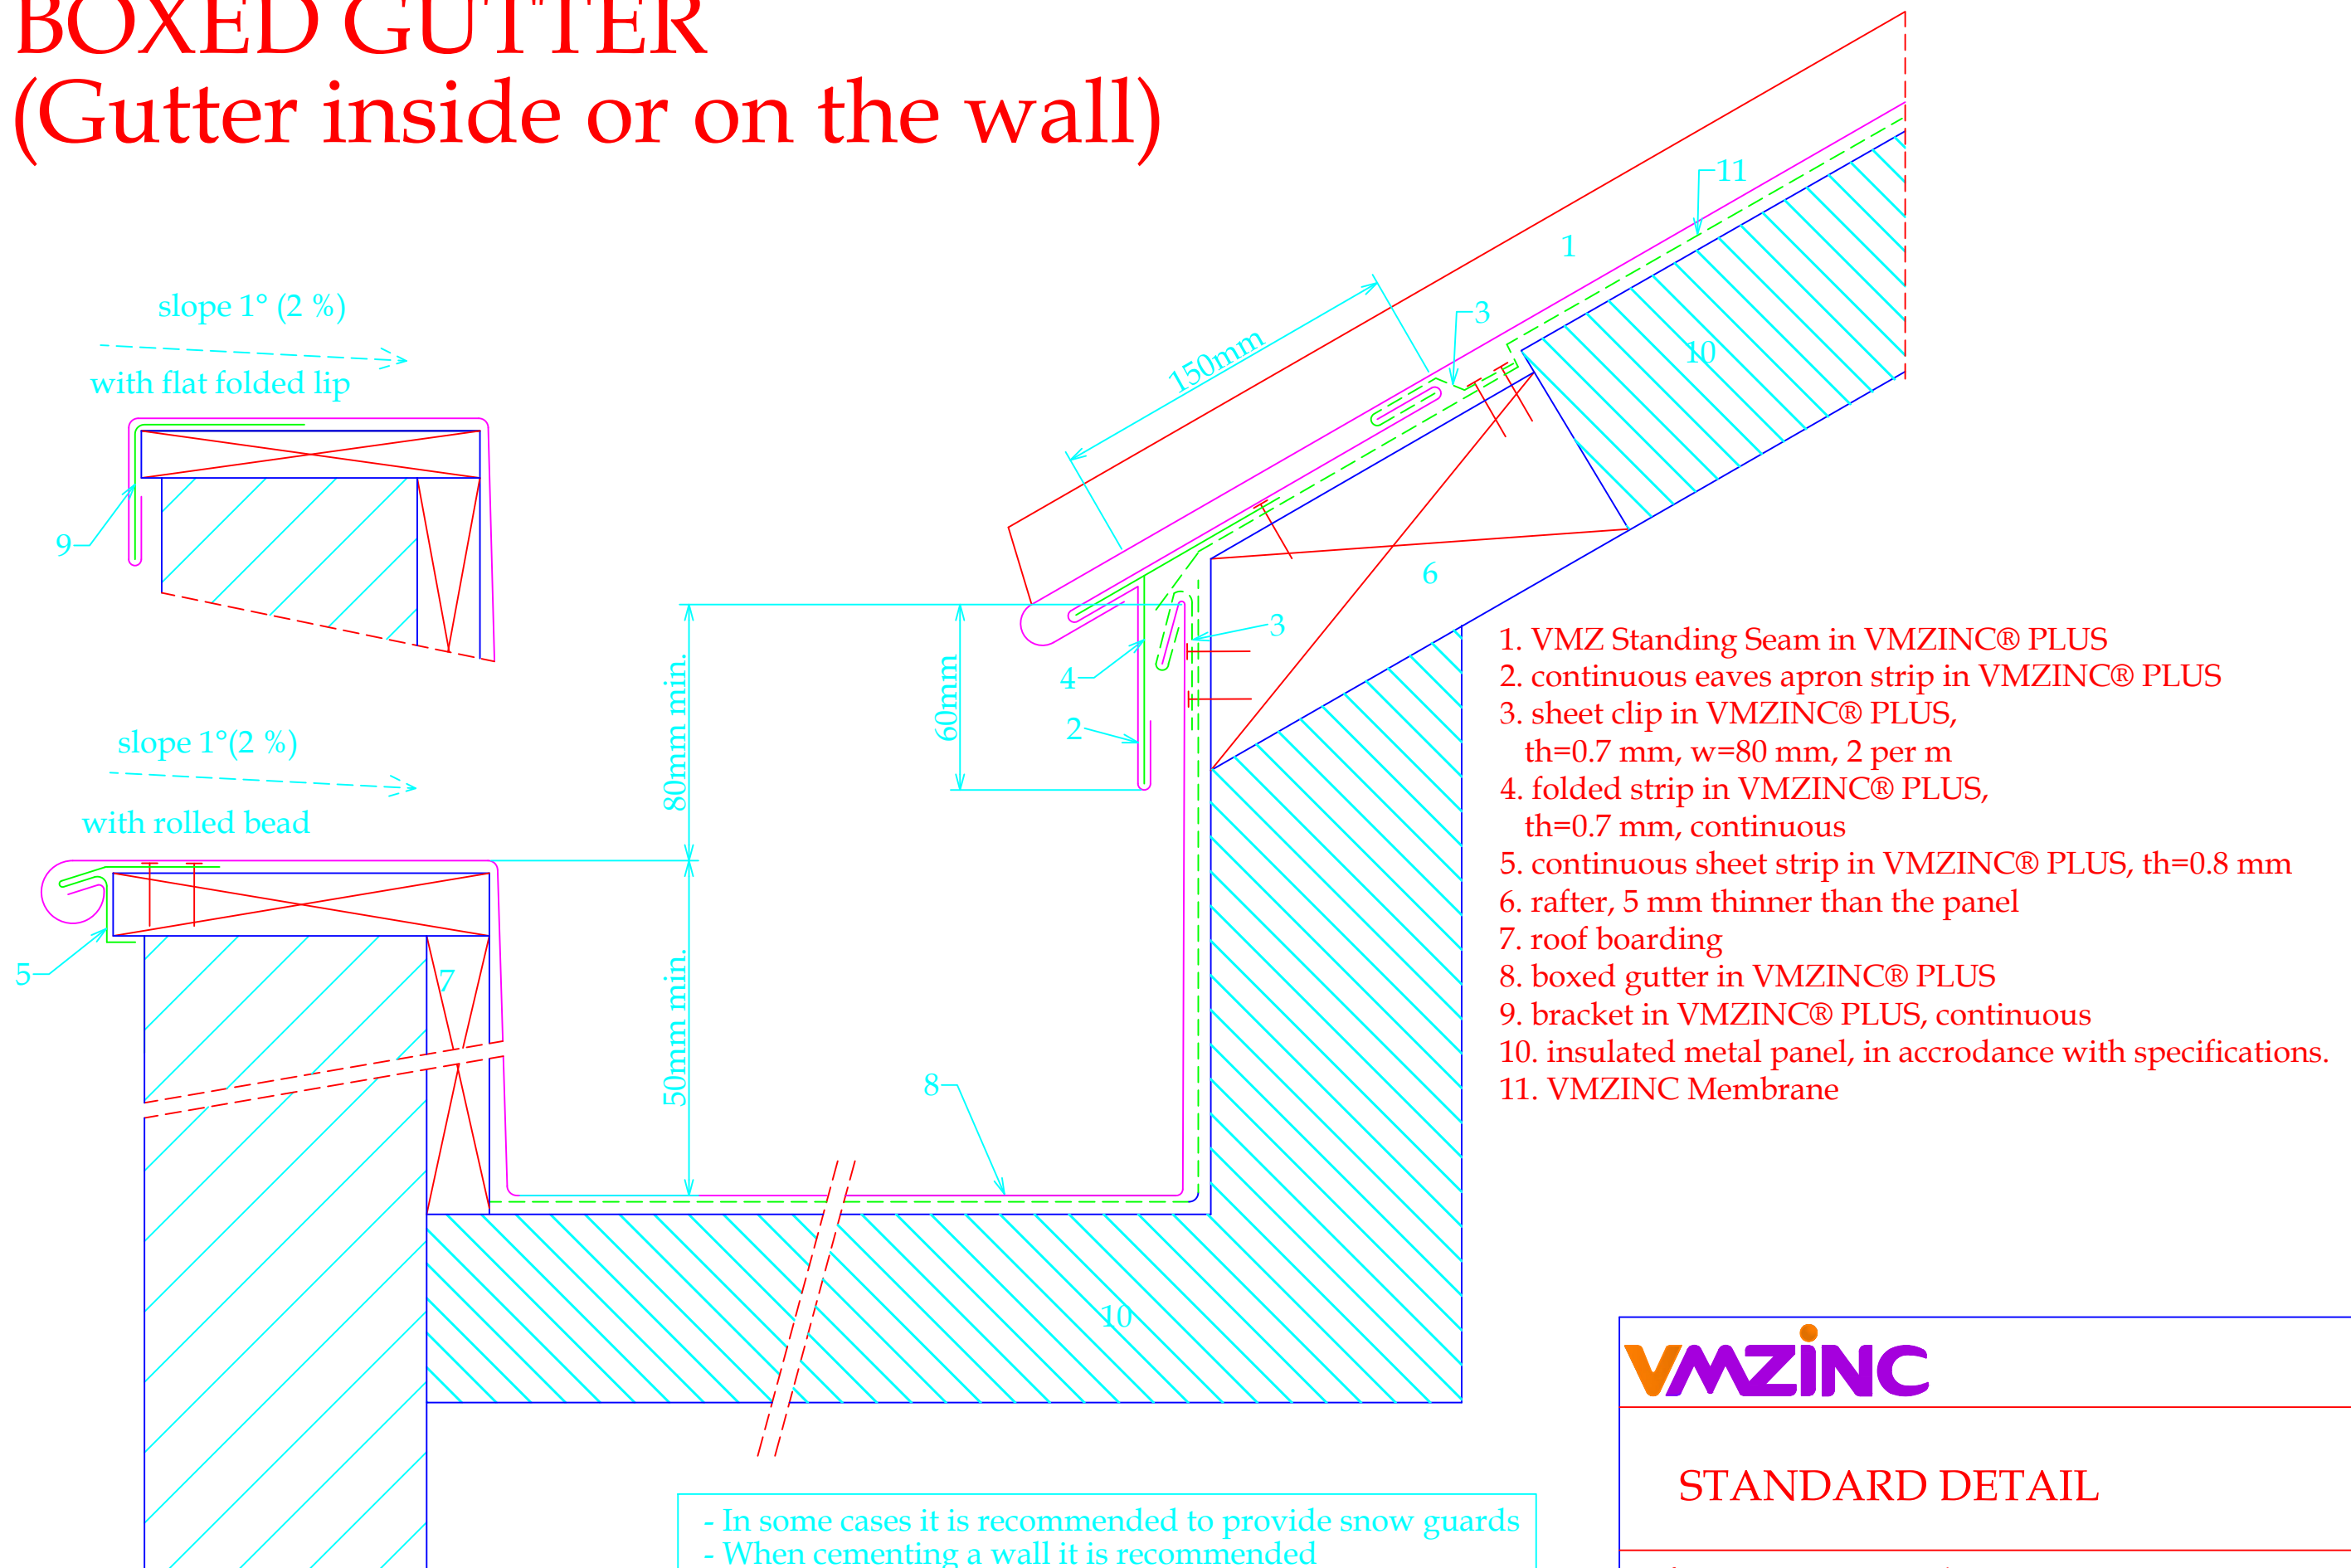 BOXED GUTTER
(Gutter inside or on the wall)
11
1
slope 1° (2 %)
3
150mm
10
with flat folded lip
9
6
3
4
80mm min.
60mm
2
1. VMZ Standing Seam in VMZINC® PLUS
2. continuous eaves apron strip in VMZINC® PLUS
3. sheet clip in VMZINC® PLUS,
th=0.7 mm, w=80 mm, 2 per m
4. folded strip in VMZINC® PLUS,
th=0.7 mm, continuous
5. continuous sheet strip in VMZINC® PLUS, th=0.8 mm
6. rafter, 5 mm thinner than the panel
7. roof boarding
8. boxed gutter in VMZINC® PLUS
9. bracket in VMZINC® PLUS, continuous
10. insulated metal panel, in accrodance with specifications.
11. VMZINC Membrane
slope 1°(2 %)
with rolled bead
5
7
50mm min.
8
10
VMZINC
STANDARD DETAIL
- In some cases it is recommended to provide snow guards
- When cementing a wall it is recommended